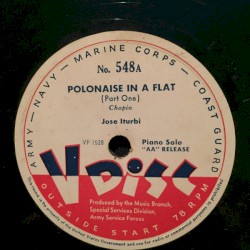 ARMY — NAVY — MARINE CORPS — COAST GUARD
No. 548A
POLONAISE IN A FLAT
(Part One)
Chopin
Jose Iturbi
VP 1528
Piano Solo
"AA" RELEASE
V Disc
Produced by the Music Branch,
Special Services Division,
Army Service Forces
OUTSIDE START 78 RPM